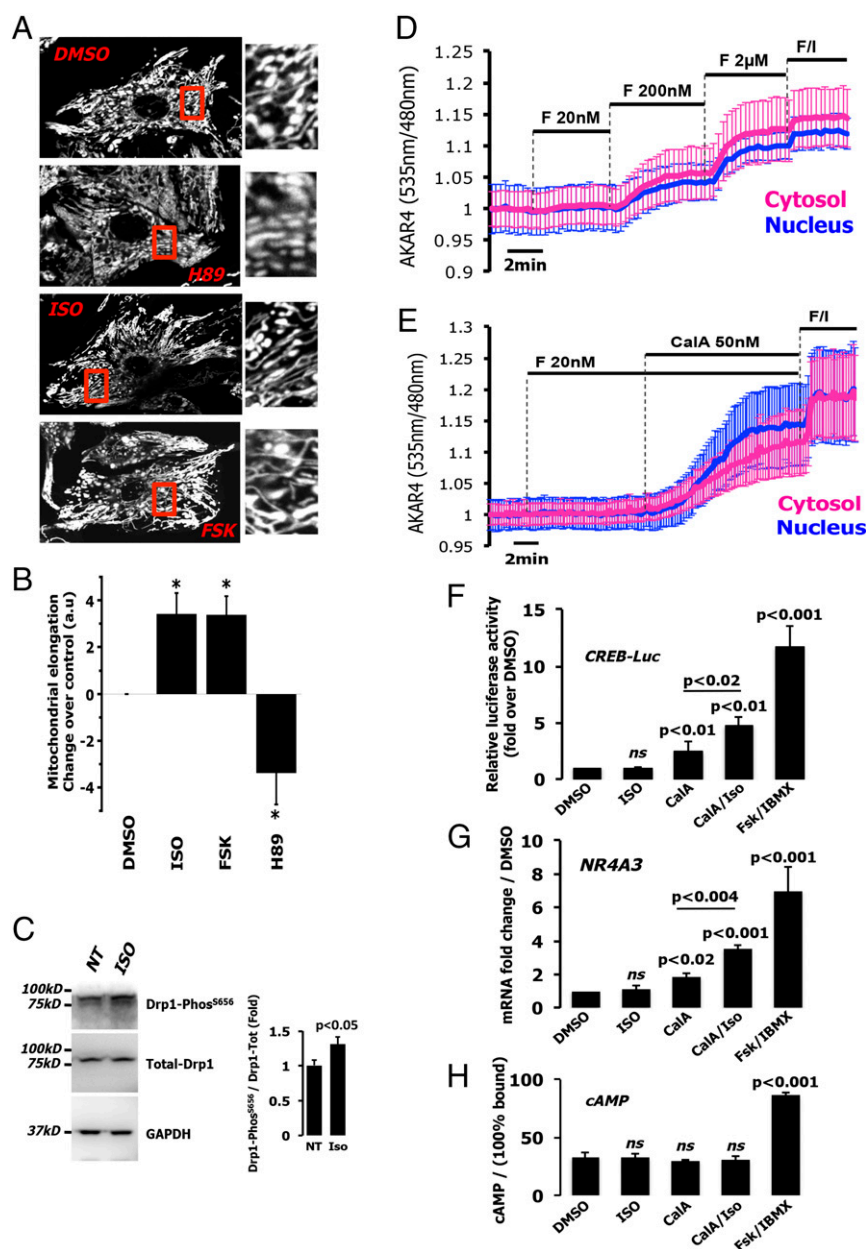 A
DMSO
H89
ISO
FSK
B
Mitochondrial elongation
Change over control (a.u)
4
2
0
-2
-4
*
*
*
DMSO
ISO
FSK
H89
C
NT
ISO
100kD
75kD
Drp1-Phos^S656
100kD
75kD
Total-Drp1
37kD
GAPDH
Drp1-Phos^S656 / Drp1-Tot (Fold)
1.5
1
0.5
0
p<0.05
NT
Iso
D
AKAR4 (535nm/480nm)
1.25
1.2
1.15
1.1
1.05
1
0.95
0.9
F 20nM
F 200nM
F 2µM
F/I
Cytosol
Nucleus
2min
E
AKAR4 (535nm/480nm)
1.3
1.25
1.2
1.15
1.1
1.05
1
0.95
F 20nM
CalA 50nM
F/I
Cytosol
Nucleus
2min
F
Relative luciferase activity
(fold over DMSO)
15
10
5
0
CREB-Luc
ns
p<0.01
p<0.02
p<0.01
p<0.001
DMSO
ISO
CalA
CalA/Iso
Fsk/IBMX
G
mRNA fold change / DMSO
10
8
6
4
2
0
NR4A3
ns
p<0.02
p<0.004
p<0.001
p<0.001
DMSO
ISO
CalA
CalA/Iso
Fsk/IBMX
H
cAMP / (100% bound)
100
50
0
cAMP
ns
ns
ns
p<0.001
DMSO
ISO
CalA
CalA/Iso
Fsk/IBMX